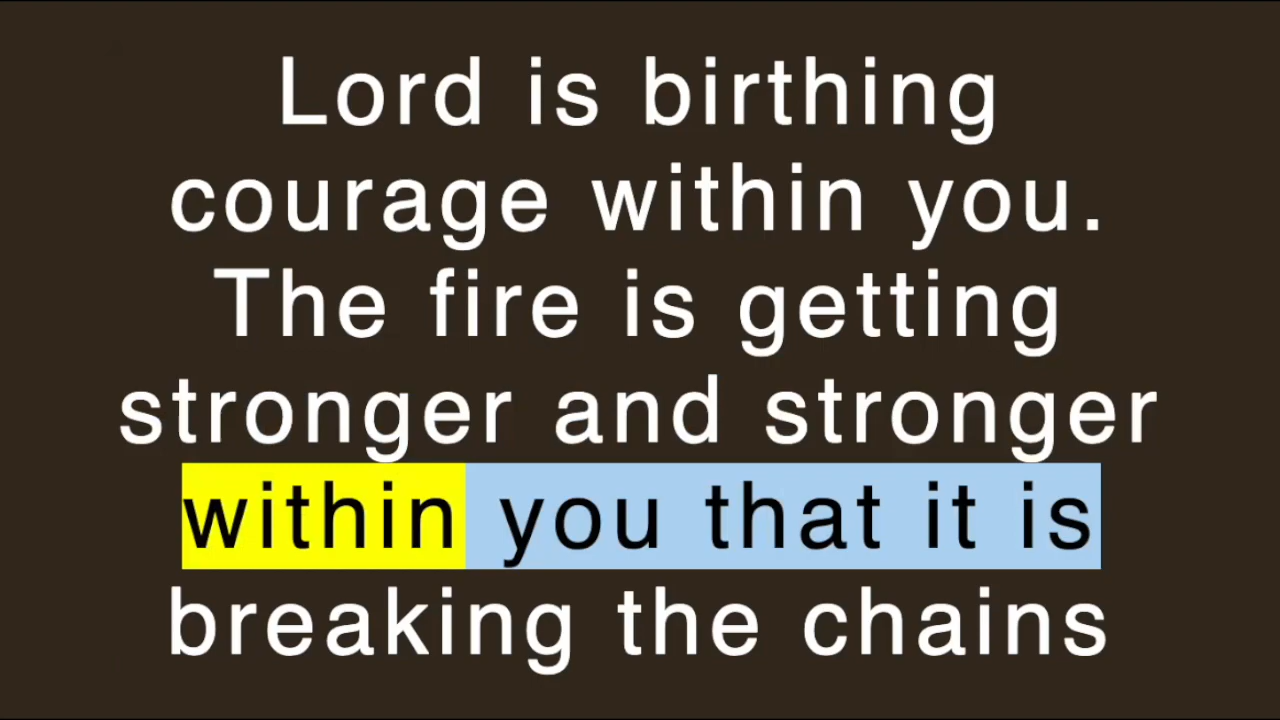 Lord is birthing
courage within you.
The fire is getting
stronger and stronger
within you that it is
breaking the chains